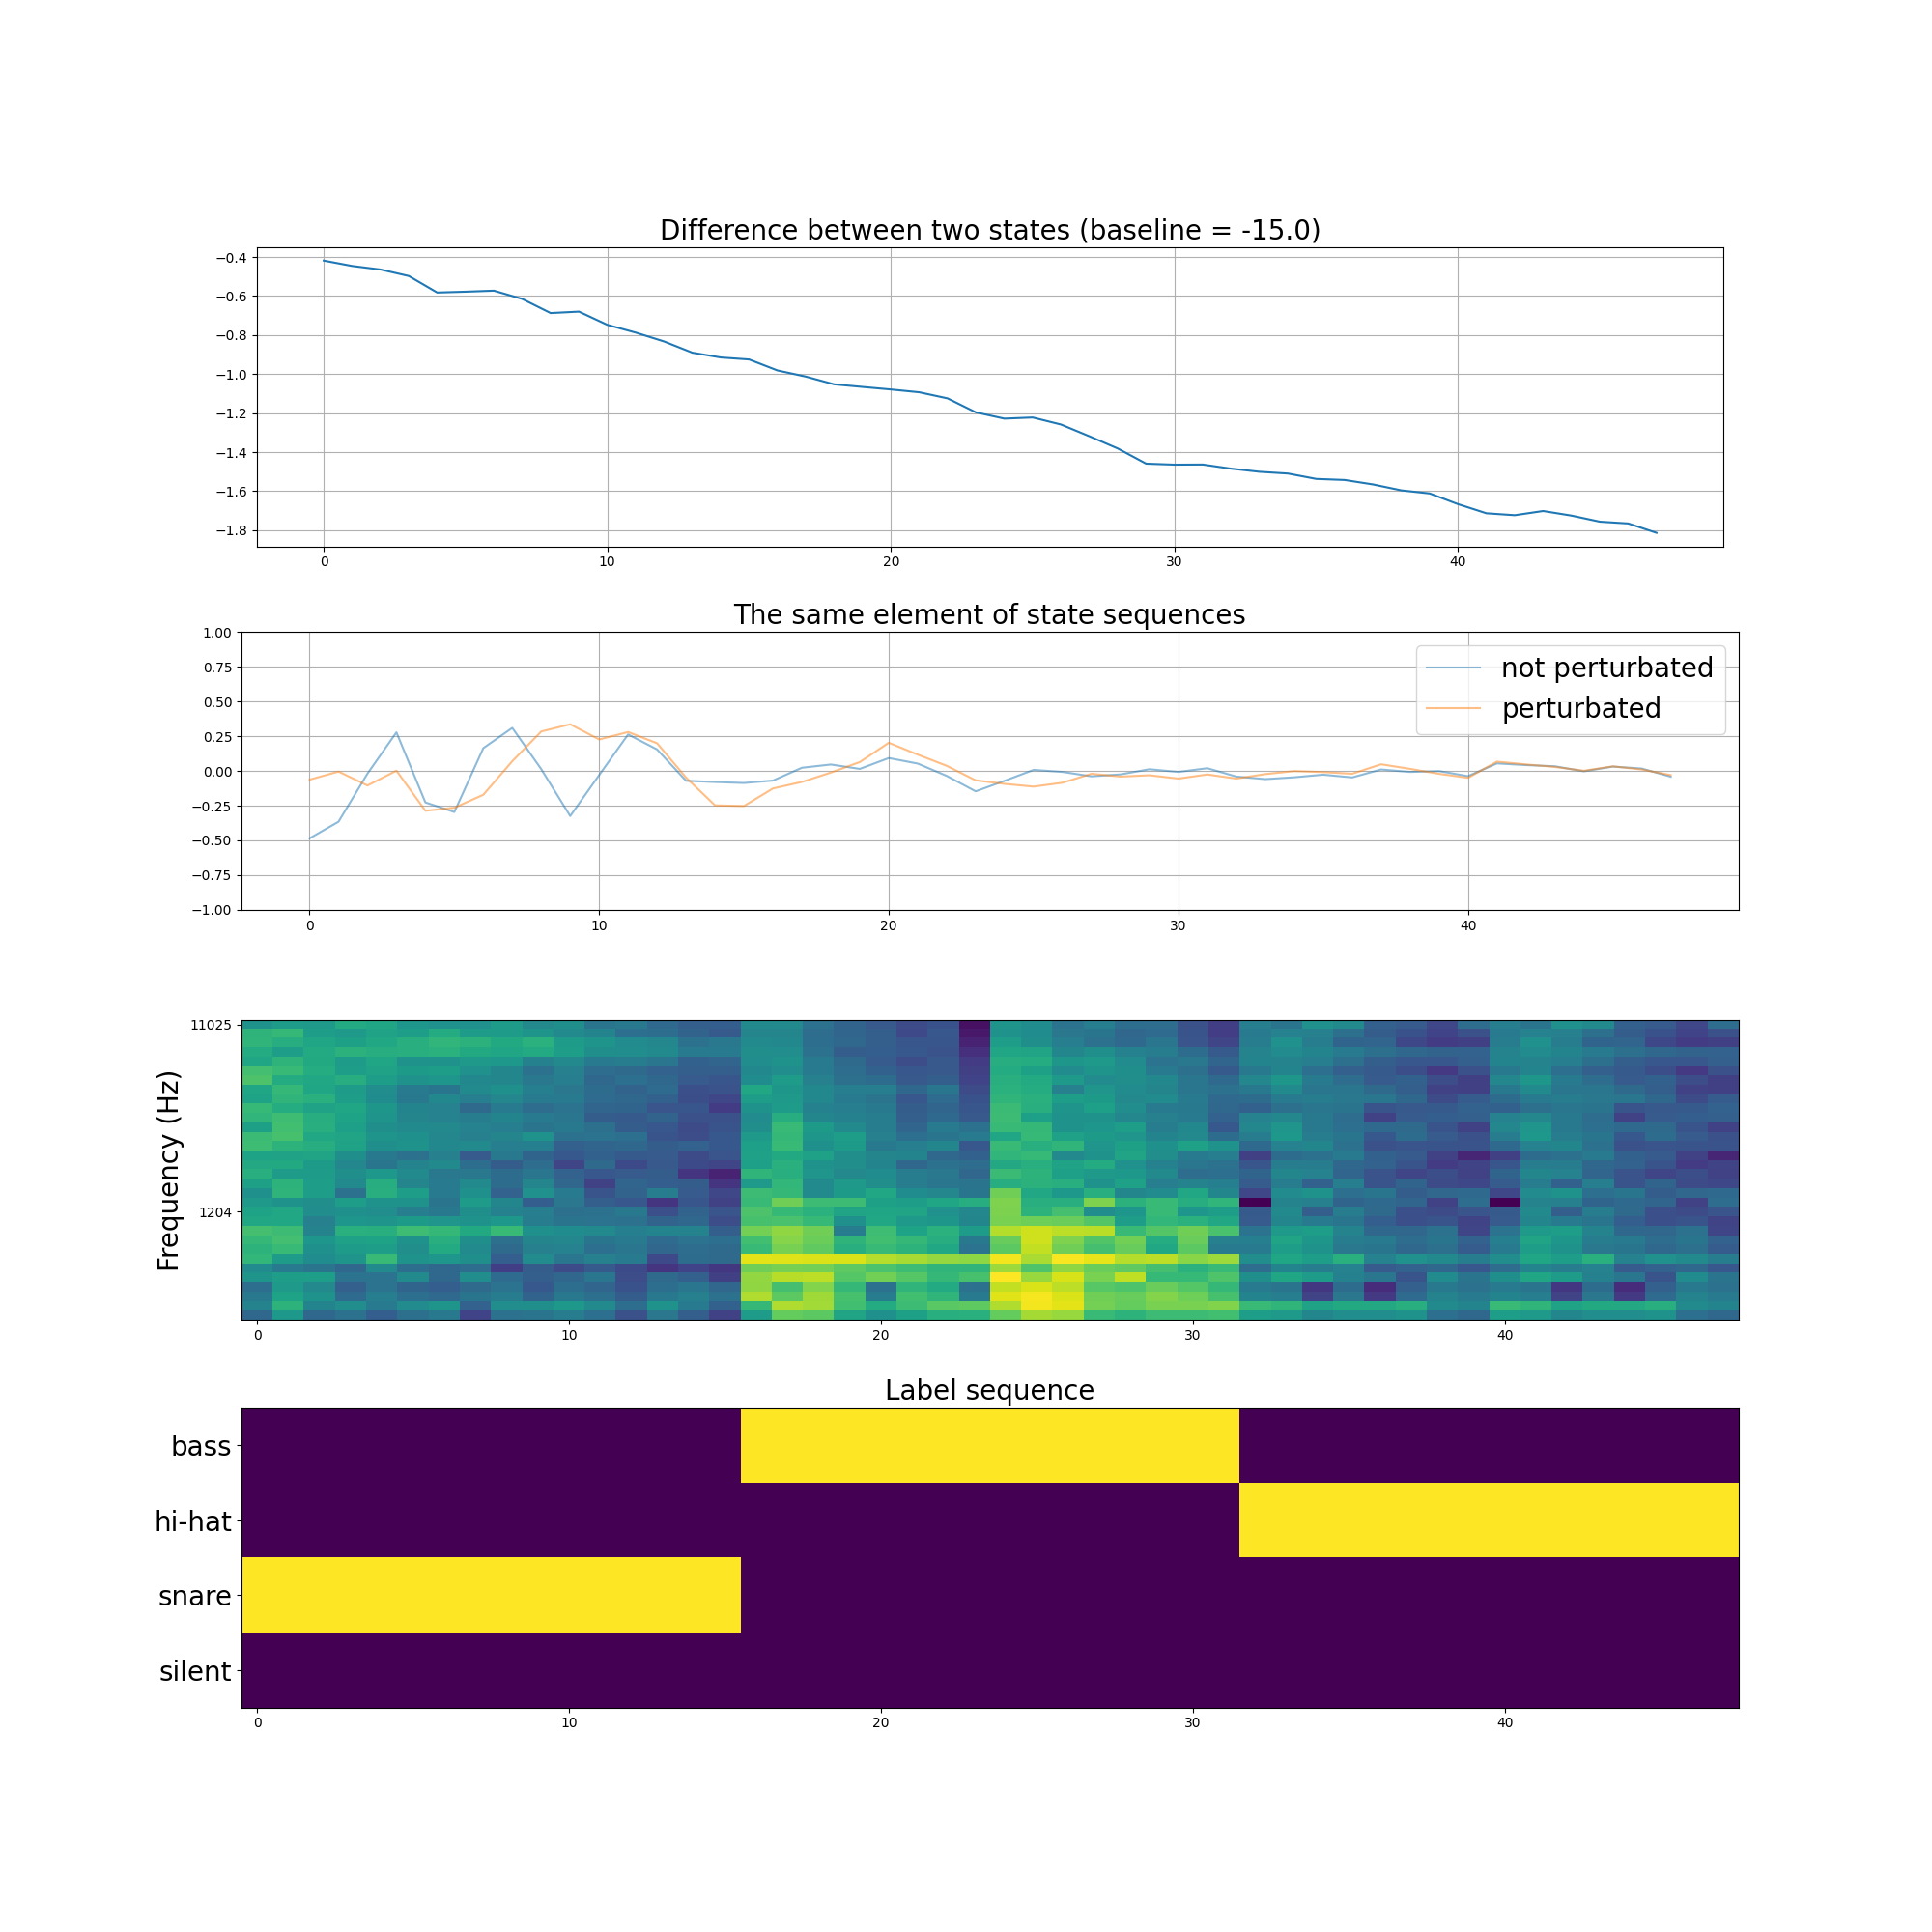 Difference between two states (baseline = -15.0)
−0.4
−0.6
−0.8
−1.0
−1.2
−1.4
−1.6
−1.8
0 10 20 30 40
The same element of state sequences
1.00
0.75
0.50
0.25
0.00
−0.25
−0.50
−0.75
−1.00
not perturbated
perturbated
0 10 20 30 40
Frequency (Hz)
11025
1204
0 10 20 30 40
Label sequence
bass
hi-hat
snare
silent
0 10 20 30 40